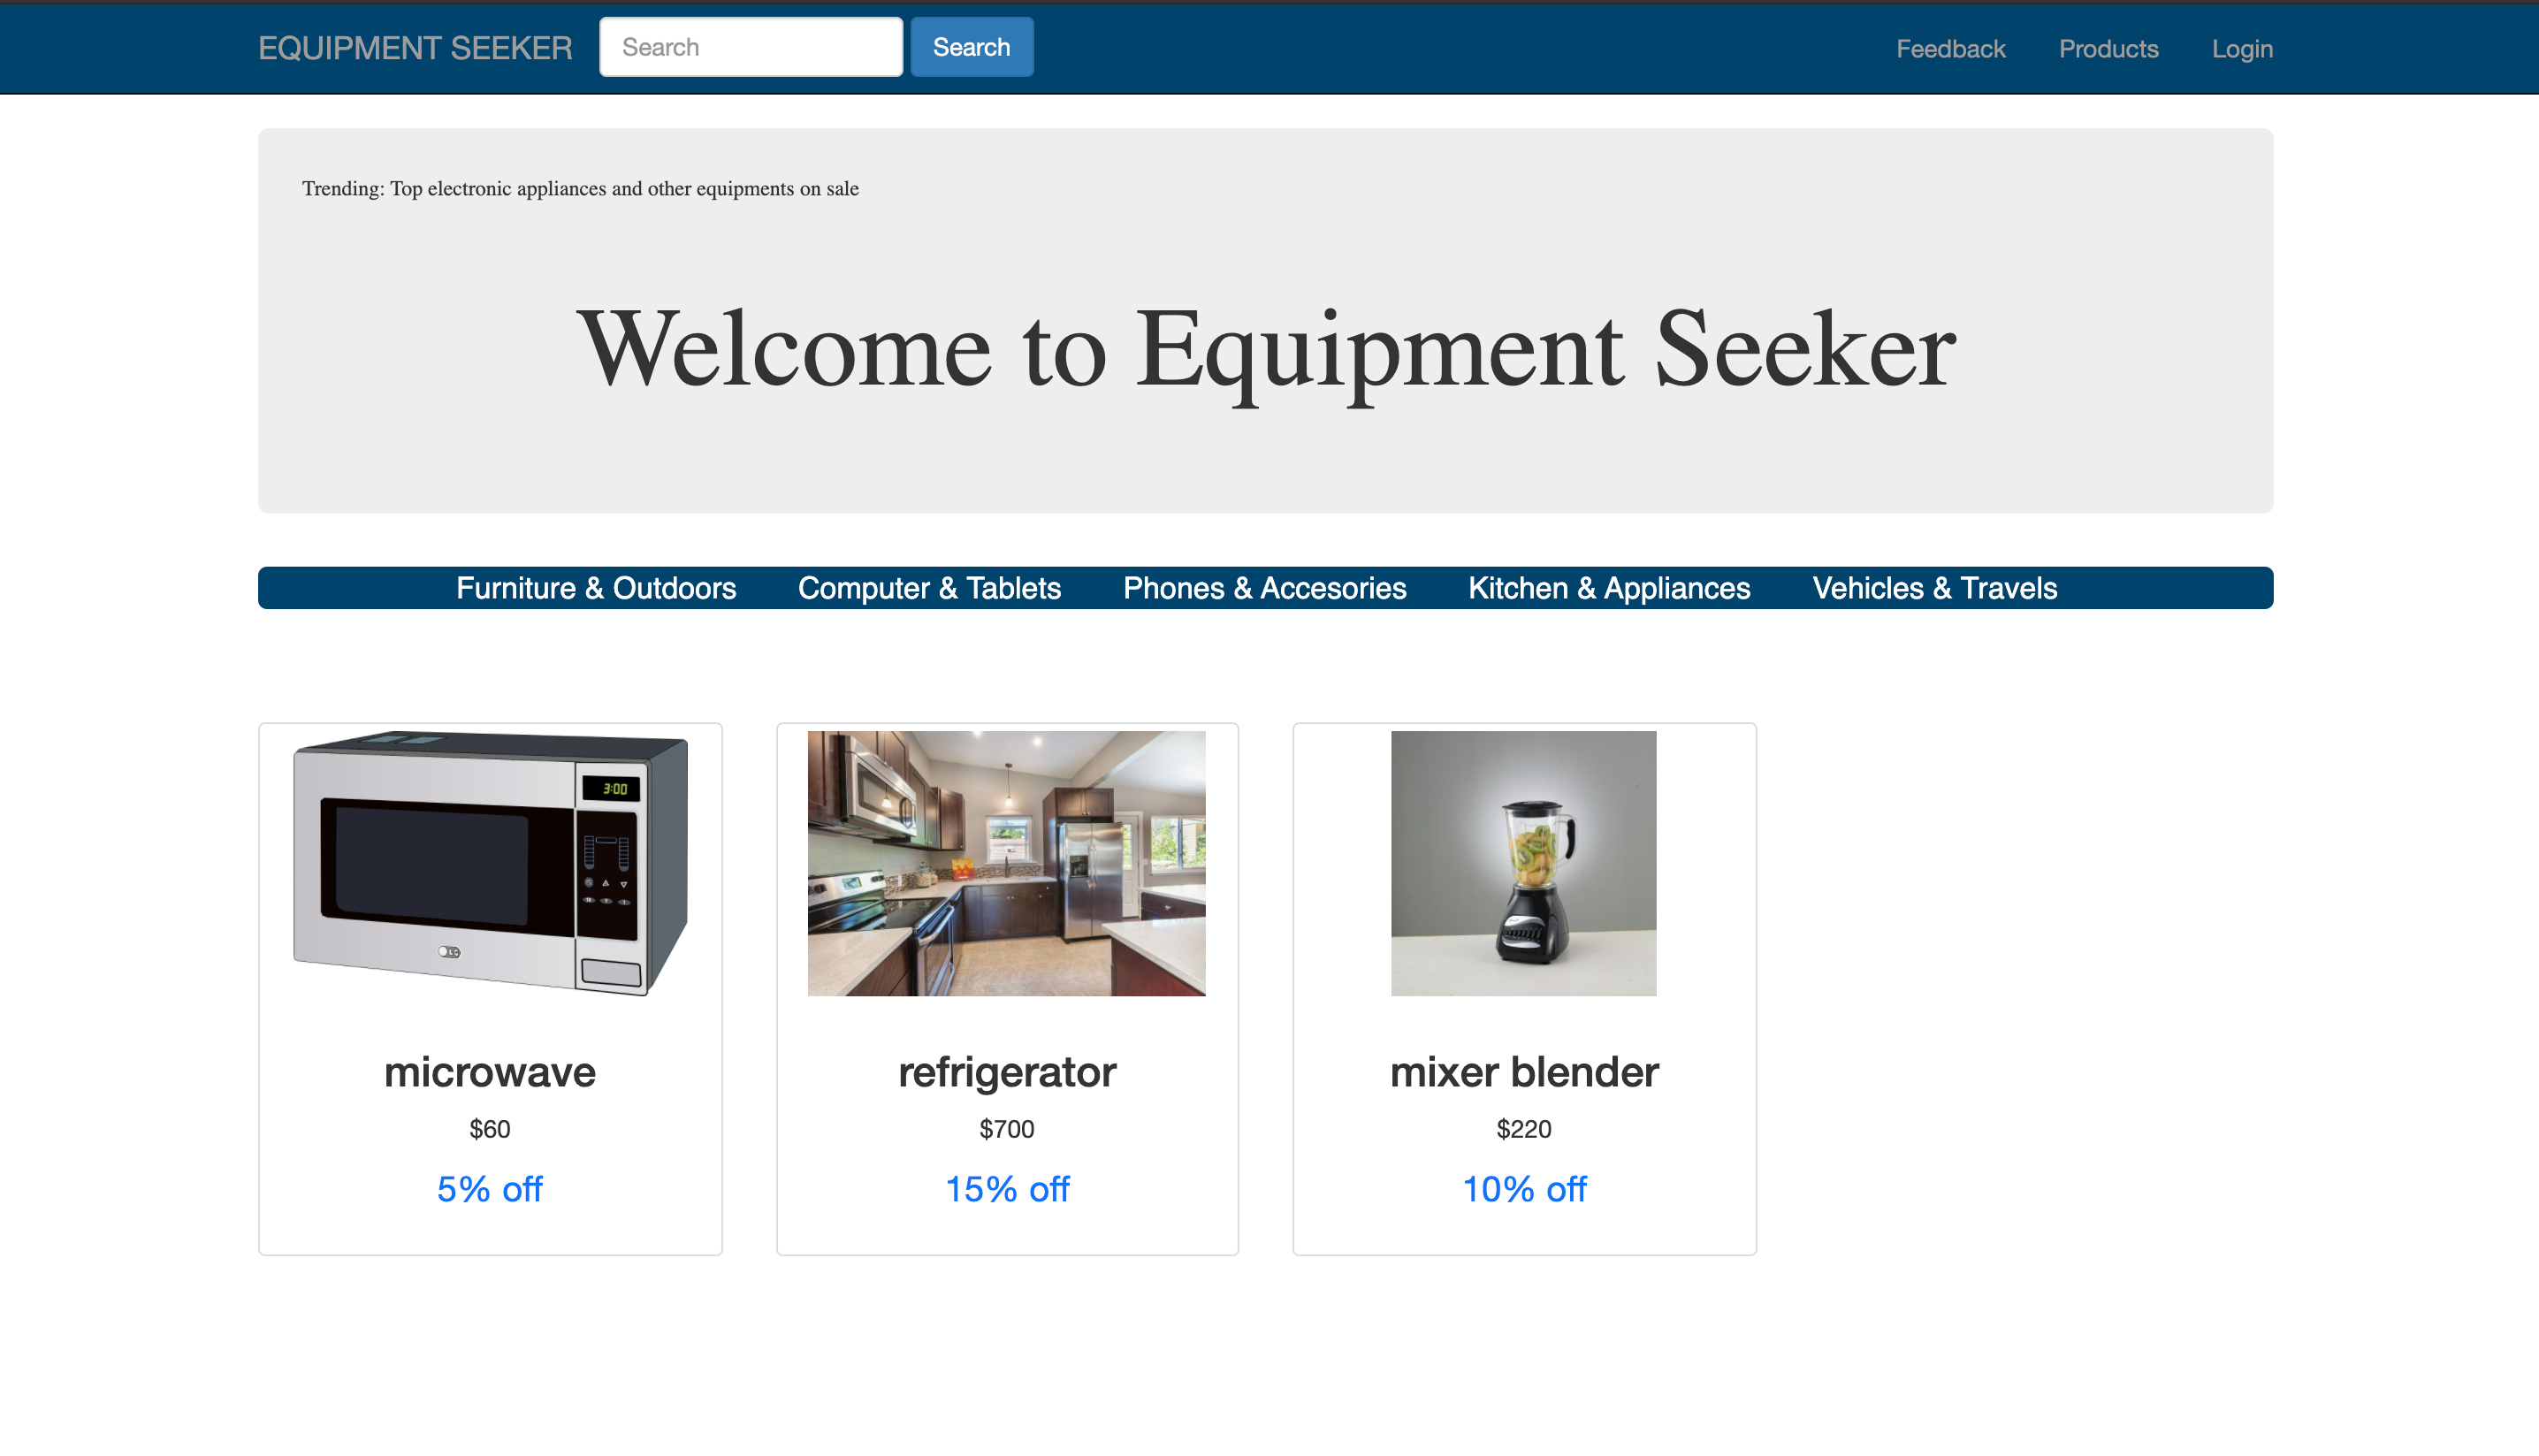 EQUIPMENT SEEKER Search Search Feedback Products Login
Trending: Top electronic appliances and other equipments on sale
Welcome to Equipment Seeker
Furniture & Outdoors Computer & Tablets Phones & Accesories Kitchen & Appliances Vehicles & Travels
3:00
microwave refrigerator mixer blender
$60 $700 $220
5% off 15% off 10% off